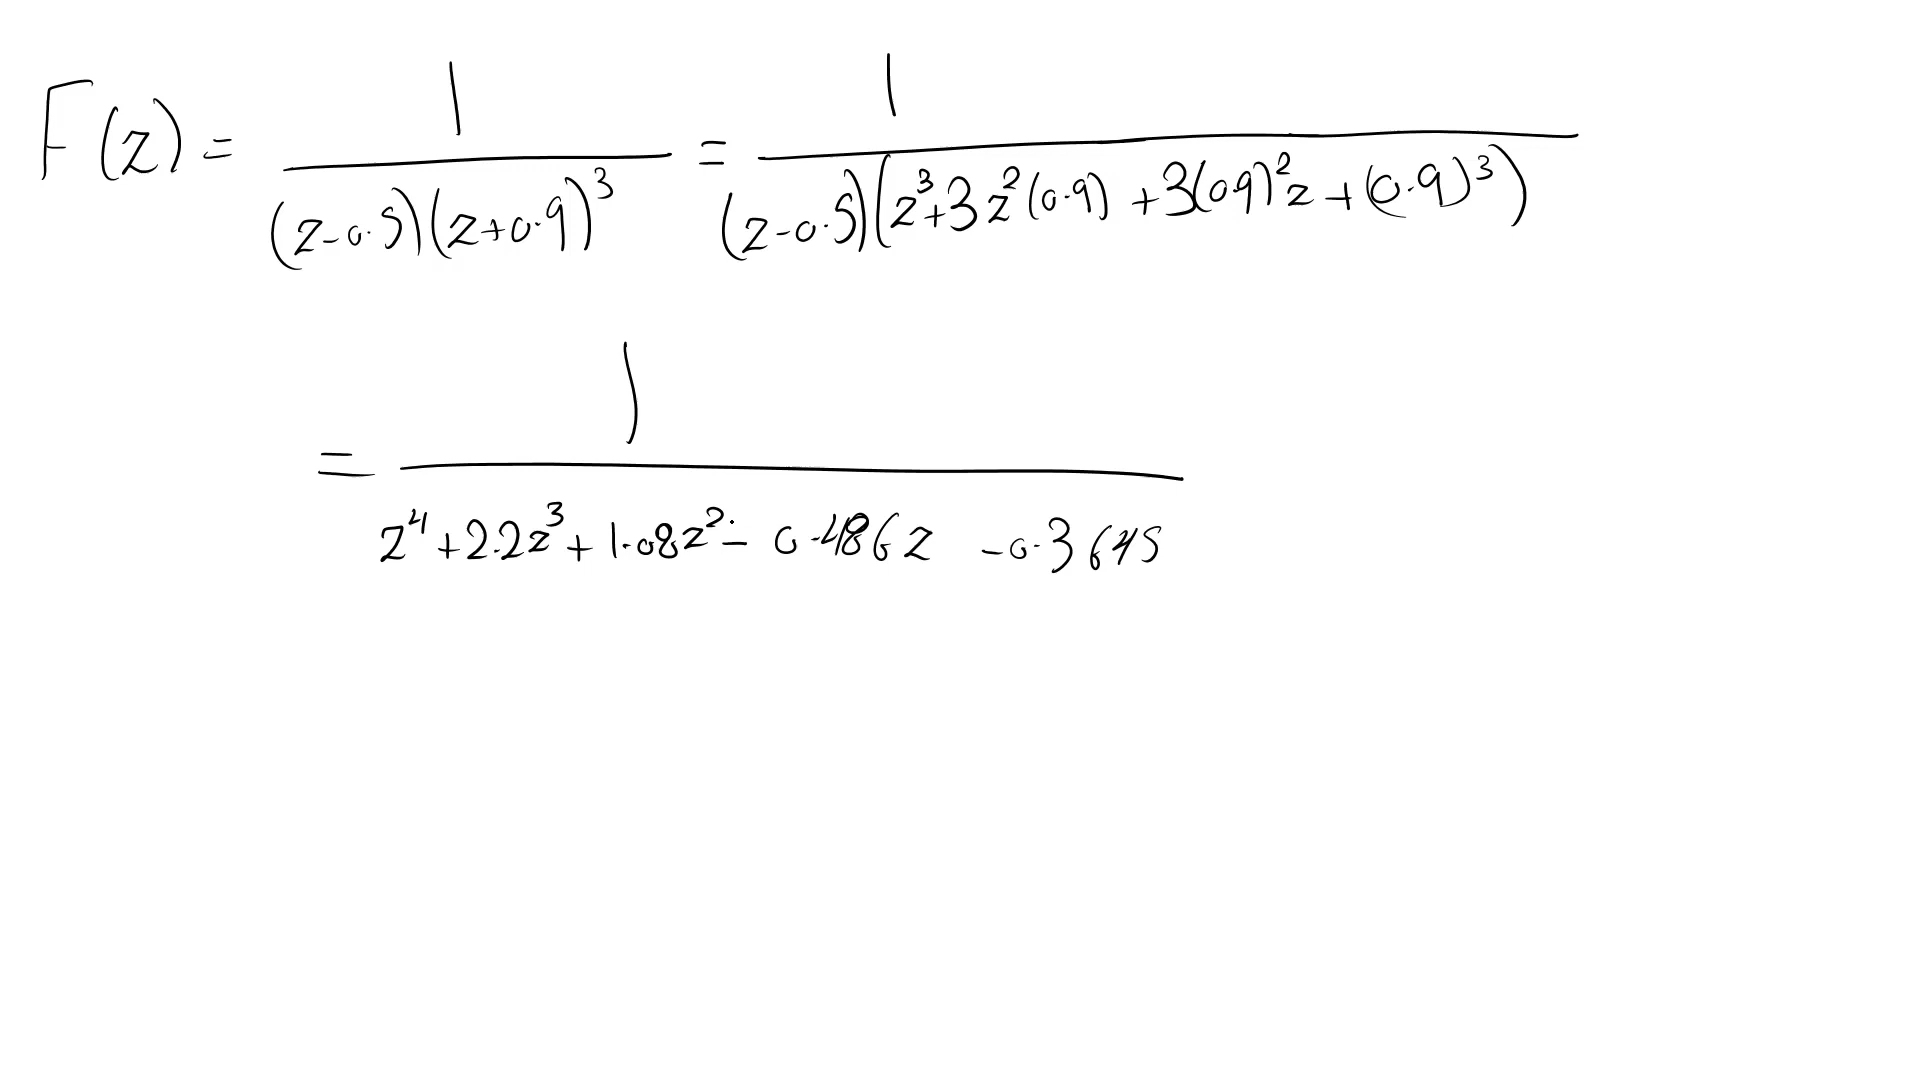 F(z) = 1/((z-0.5)(z+0.9)^3) = 1/((z-0.5)(z^3+3z^2(0.9)+3(0.9)^2z+(0.9)^3))
= 1/(z^4+2.2z^3+1.08z^2-0.486z-0.3645)